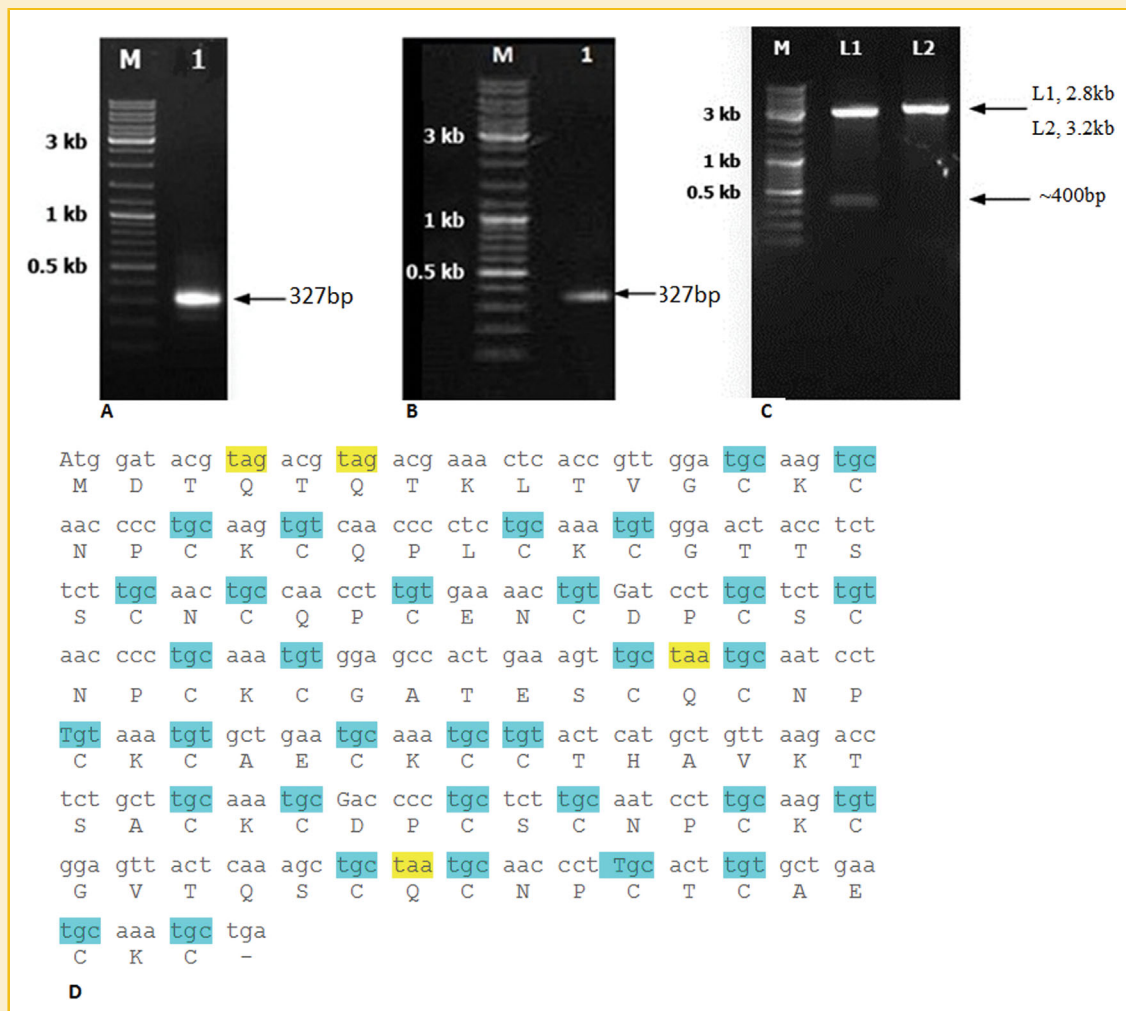 M 1
3 kb
1 kb
0.5 kb
327bp
A
M 1
3 kb
1 kb
0.5 kb
327bp
B
M L1 L2
3 kb
1 kb
0.5 kb
L1, 2.8kb
L2, 3.2kb
~400bp
C
Atg gat acg tag acg tag acg aaa ctc acc gtt gga tgc aag tgc
M D T Q T Q T K L T V G C K C
aac ccc tgc aag tgt caa ccc ctc tgc aaa tgt gga act acc tct
N P C K C Q P L C K C G T T S
tct tgc aac tgc caa cct tgt gaa aac tgt Gat cct tgc tct tgt
S C N C Q P C E N C D P C S C
aac ccc tgc aaa tgt gga gcc act gaa agt tgc taa tgc aat cct
N P C K C G A T E S C Q C N P
Tgt aaa tgt gct gaa tgc aaa tgc tgt act cat gct gtt aag acc
C K C A E C K C C T H A V K T
tct gct tgc aaa tgc Gac ccc tgc tct tgc aat cct tgc aag tgt
S A C K C D P C S C N P C K C
gga gtt act caa agc tgc taa tgc aac cct Tgc act tgt gct gaa
G V T Q S C Q C N P C T C A E
tgc aaa tgc tga
C K C –
D